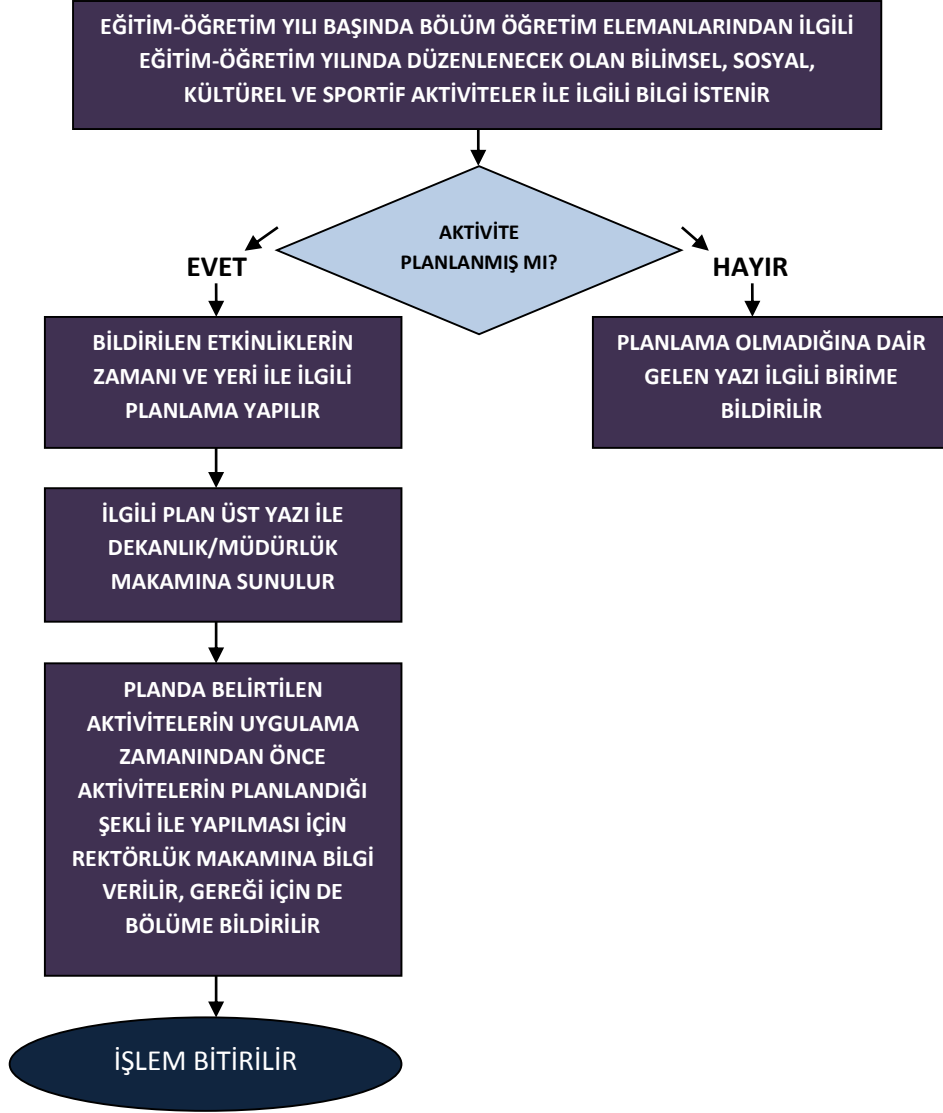 EĞİTİM-ÖĞRETİM YILI BAŞINDA BÖLÜM ÖĞRETİM ELEMANLARINDAN İLGİLİ
EĞİTİM-ÖĞRETİM YILINDA DÜZENLENECEK OLAN BİLİMSEL, SOSYAL,
KÜLTÜREL VE SPORTİF AKTİVİTELER İLE İLGİLİ BİLGİ İSTENİR
AKTİVİTE
PLANLANMIŞ MI?
EVET
HAYIR
BİLDİRİLEN ETKİNLİKLERİN
ZAMANI VE YERİ İLE İLGİLİ
PLANLAMA YAPILIR
PLANLAMA OLMADIĞINA DAİR
GELEN YAZI İLGİLİ BİRİME
BİLDİRİLİR
İLGİLİ PLAN ÜST YAZI İLE
DEKANLIK/MÜDÜRLÜK
MAKAMINA SUNULUR
PLANDA BELİRTİLEN
AKTİVİTELERİN UYGULAMA
ZAMANINDAN ÖNCE
AKTİVİTELERİN PLANLANDIĞI
ŞEKLİ İLE YAPILMASI İÇİN
REKTÖRLÜK MAKAMINA BİLGİ
VERİLİR, GEREĞİ İÇİN DE
BÖLÜME BİLDİRİLİR
İŞLEM BİTİRİLİR